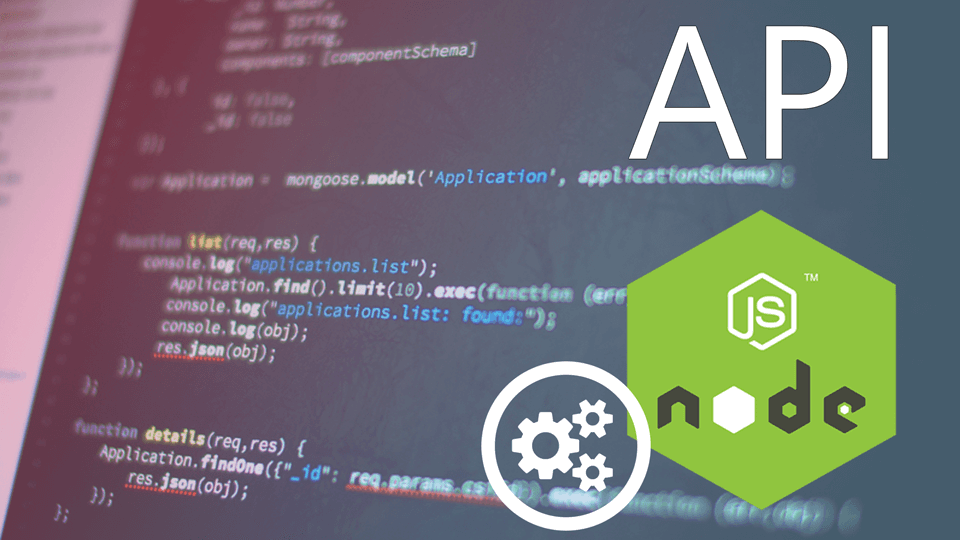 API
name: String,
owner: String,
components: [componentSchema]
}, {
id: false,
_id: false
});
var Application = mongoose.model('Application', applicationSchema);
function list(req,res) {
console.log("applications.list");
Application.find().limit(10).exec(function (err
console.log("applications.list: found:");
console.log(obj);
res.json(obj);
});
};
function details(req,res) {
Application.findOne({"_id": req.params.
res.json(obj);
});
};
JS
TM
node